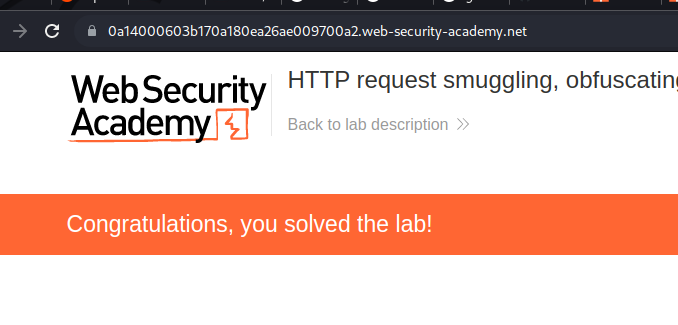 0a14000603b170a180ea26ae009700a2.web-security-academy.net
Web Security
Academy
HTTP request smuggling, obfuscating
Back to lab description
Congratulations, you solved the lab!